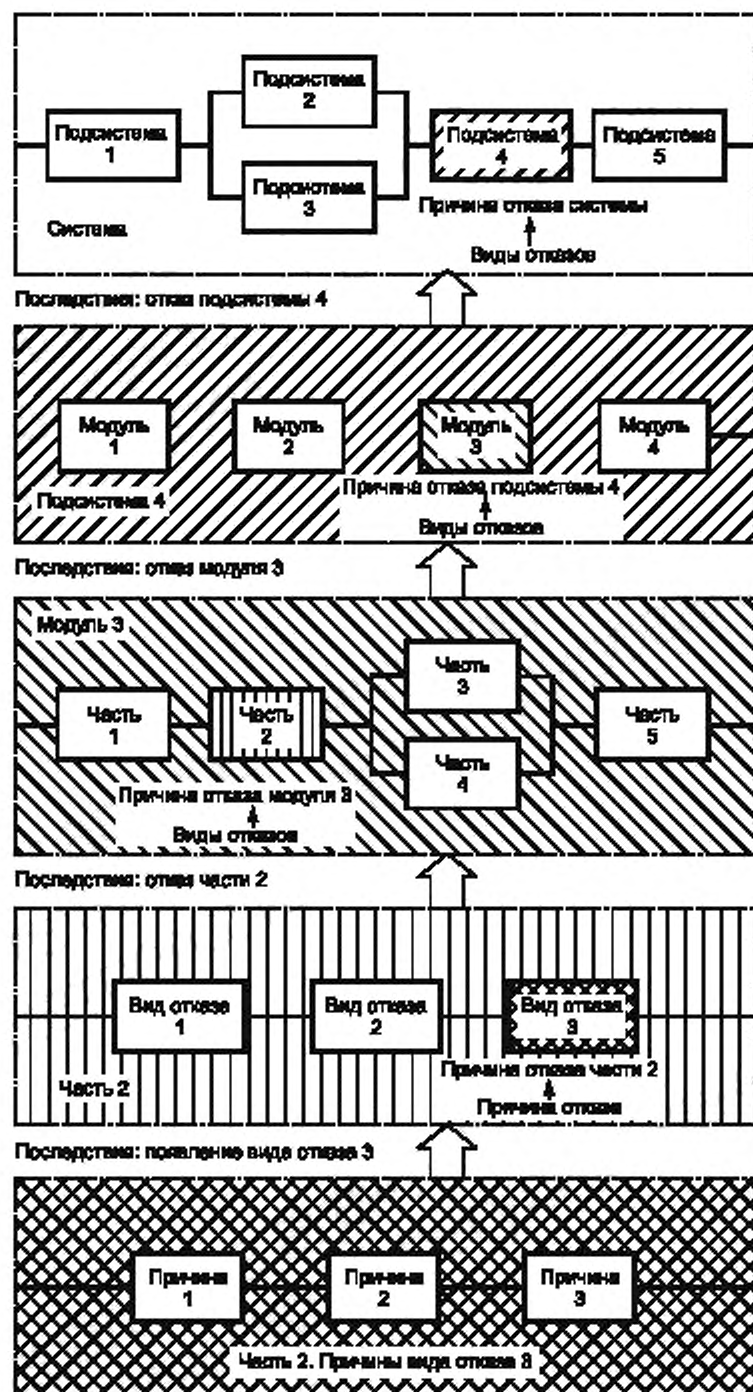 Подсистема
2
Подсистема
1
Подсистема
4
Подсистема
5
Подсистема
3
Причина отказа системы
Система
Виды отказов
Последствия: отказ подсистемы 4
Модуль
1
Модуль
2
Модуль
3
Модуль
4
Причина отказа подсистемы 4
Подсистема 4
Виды отказов
Последствия: отказ модуля 3
Модуль 3
Часть
3
Часть
1
Часть
2
Часть
5
Часть
4
Причина отказа модуля 3
Виды отказов
Последствия: отказ части 2
Вид отказа
1
Вид отказа
2
Вид отказа
3
Причина отказа части 2
Часть 2
Причина отказа
Последствия: появление вида отказа 3
Причина
1
Причина
2
Причина
3
Часть 2. Причины вида отказа 3